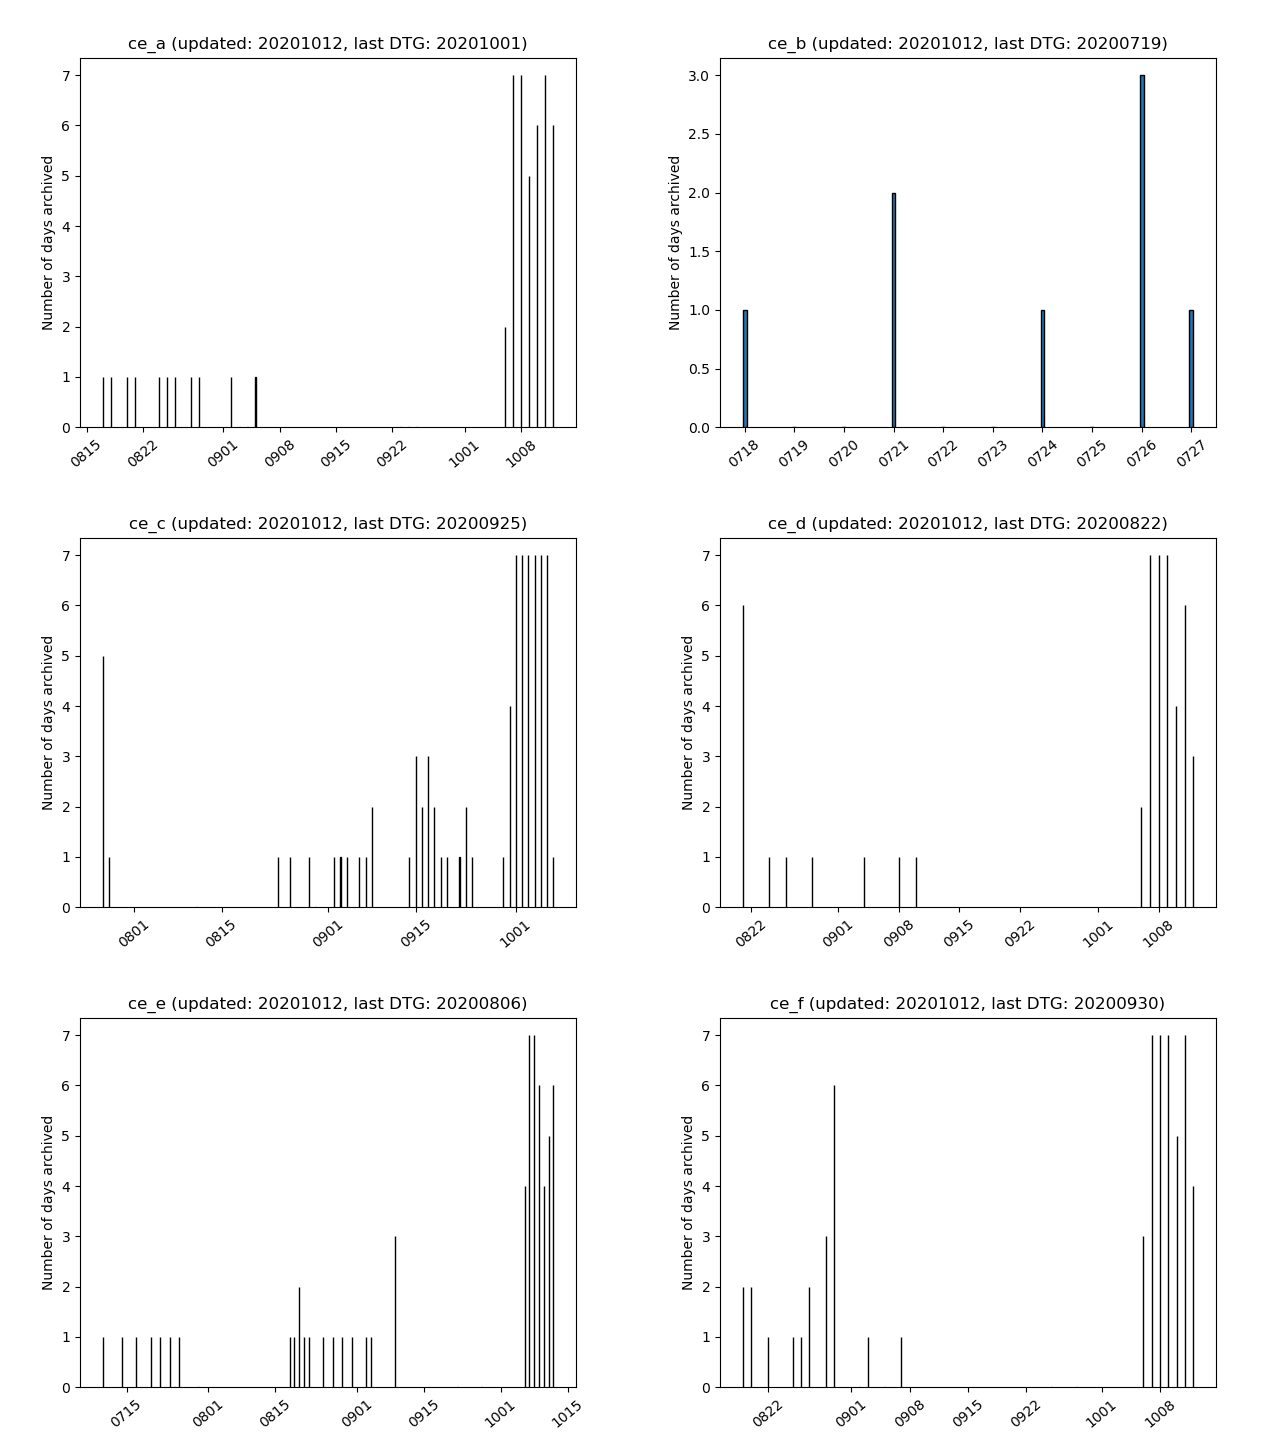 ce_a (updated: 20201012, last DTG: 20201001)
Number of days archived
7
6
5
4
3
2
1
0
0815 0822 0901 0908 0915 0922 1001 1008
ce_b (updated: 20201012, last DTG: 20200719)
Number of days archived
3.0
2.5
2.0
1.5
1.0
0.5
0.0
0718 0719 0720 0721 0722 0723 0724 0725 0726 0727
ce_c (updated: 20201012, last DTG: 20200925)
Number of days archived
7
6
5
4
3
2
1
0
0801 0815 0901 0915 1001
ce_d (updated: 20201012, last DTG: 20200822)
Number of days archived
7
6
5
4
3
2
1
0
0822 0901 0908 0915 0922 1001 1008
ce_e (updated: 20201012, last DTG: 20200806)
Number of days archived
7
6
5
4
3
2
1
0
0715 0801 0815 0901 0915 1001 1015
ce_f (updated: 20201012, last DTG: 20200930)
Number of days archived
7
6
5
4
3
2
1
0
0822 0901 0908 0915 0922 1001 1008